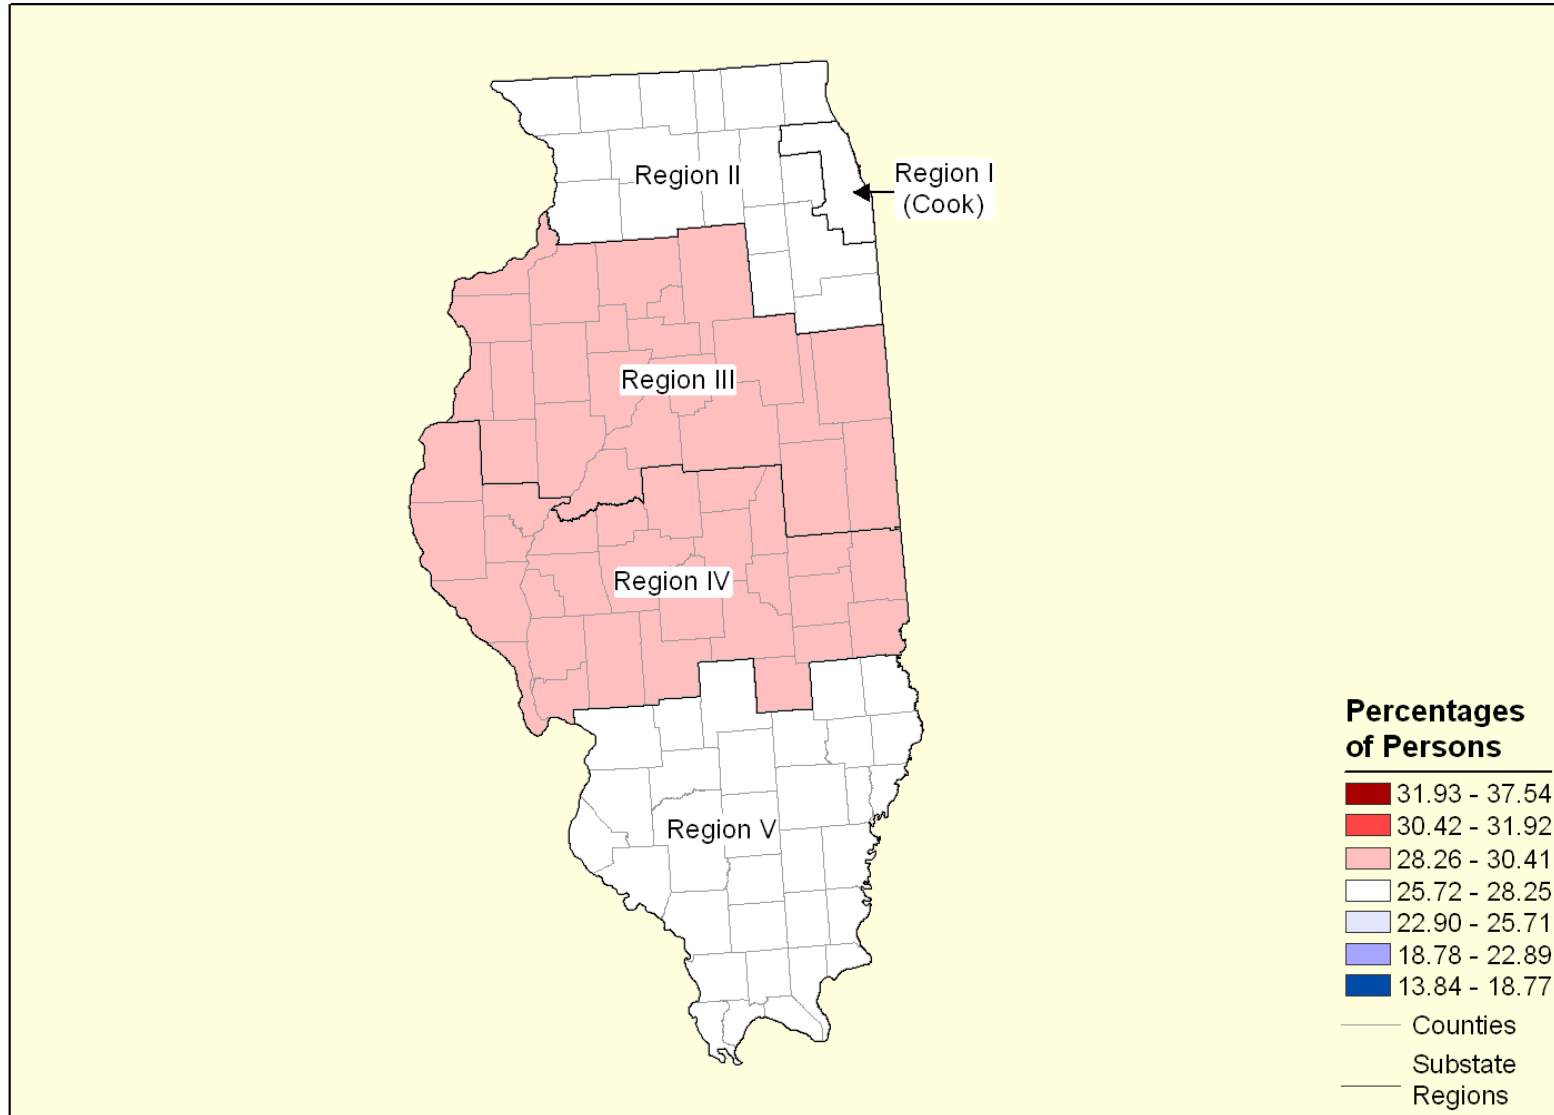 Region II
Region I
(Cook)
Region III
Region IV
Region V
Percentages
of Persons
31.93 - 37.54
30.42 - 31.92
28.26 - 30.41
25.72 - 28.25
22.90 - 25.71
18.78 - 22.89
13.84 - 18.77
Counties
Substate
Regions